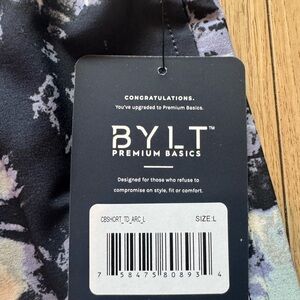 CONGRATULATIONS.
You've upgraded to Premium Basics.
BYLT™
PREMIUM BASICS
Designed for those who refuse to
compromise on style, fit or comfort.
CBSHORT_TD_ARC_L SIZE:L
7 58475 80893 4